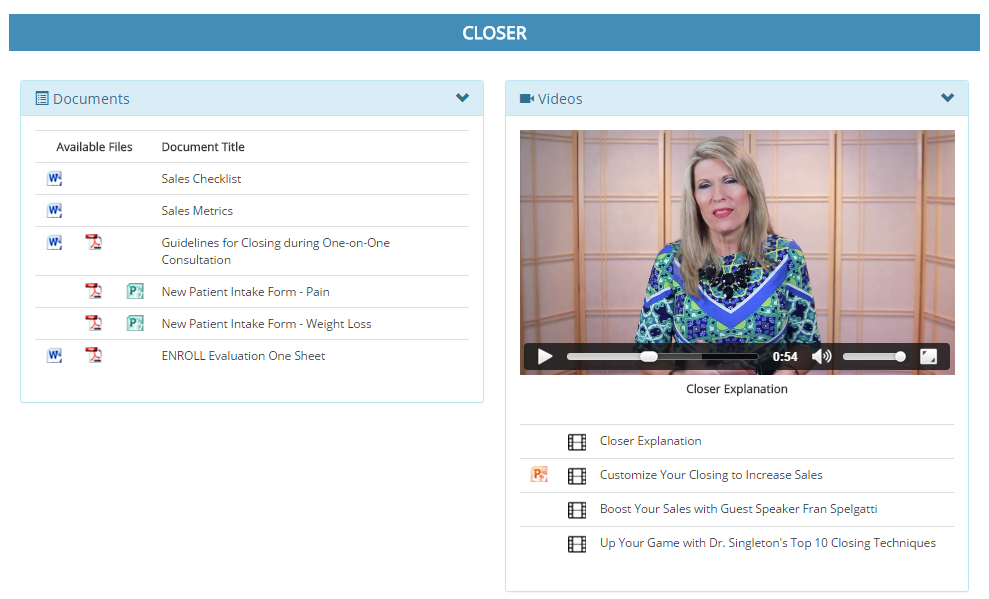 CLOSER
Documents
Available Files Document Title
Sales Checklist
Sales Metrics
Guidelines for Closing during One-on-One
Consultation
New Patient Intake Form - Pain
New Patient Intake Form - Weight Loss
ENROLL Evaluation One Sheet
Videos
0:54
Closer Explanation
Closer Explanation
Customize Your Closing to Increase Sales
Boost Your Sales with Guest Speaker Fran Spelgatti
Up Your Game with Dr. Singleton's Top 10 Closing Techniques